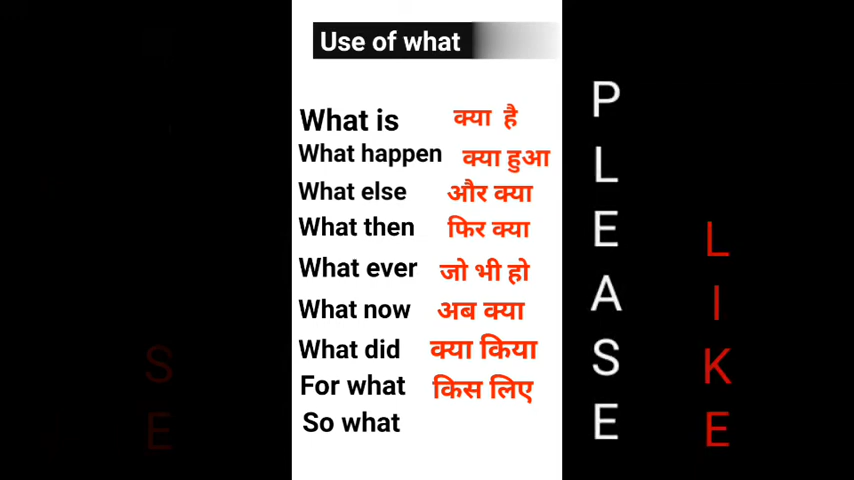 Use of what
What is क्या है
What happen क्या हुआ
What else और क्या
What then फिर क्या
What ever जो भी हो
What now अब क्या
What did क्या किया
For what किस लिए
So what
PLEASE
LIKE
SE